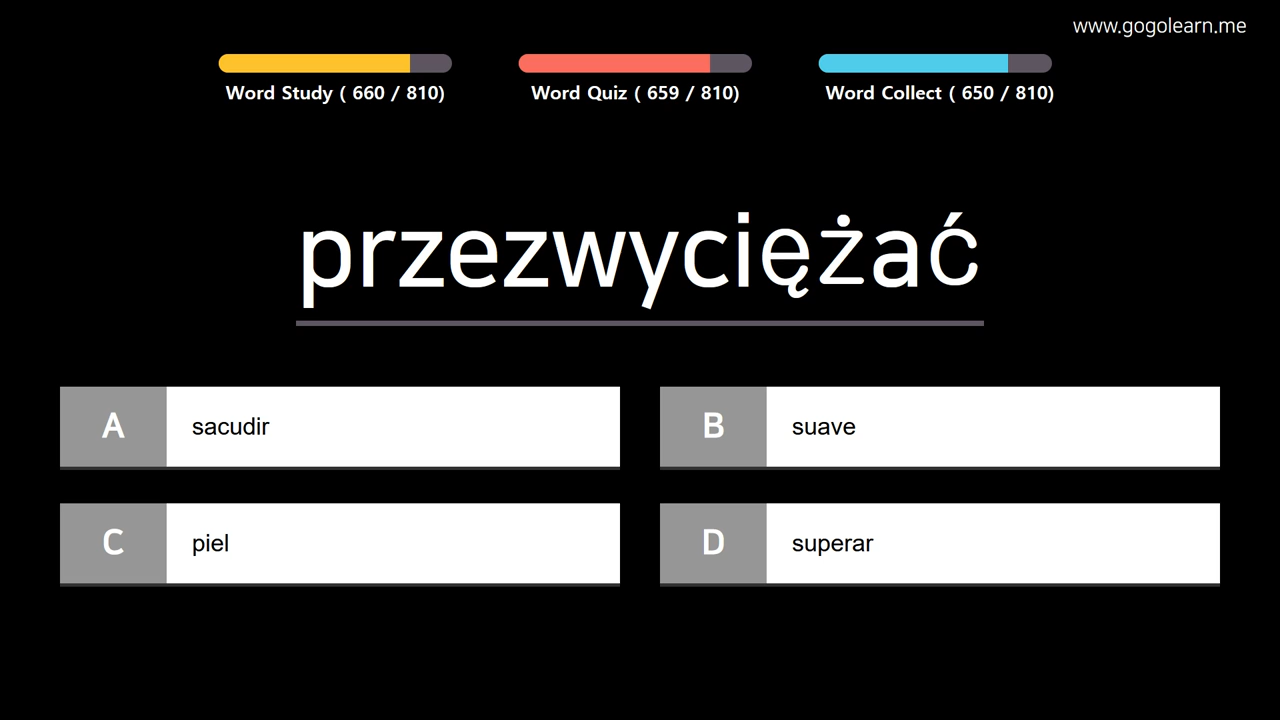 www.gogolearn.me
Word Study ( 660 / 810)
Word Quiz ( 659 / 810)
Word Collect ( 650 / 810)
przezwyciężać
A sacudir
B suave
C piel
D superar